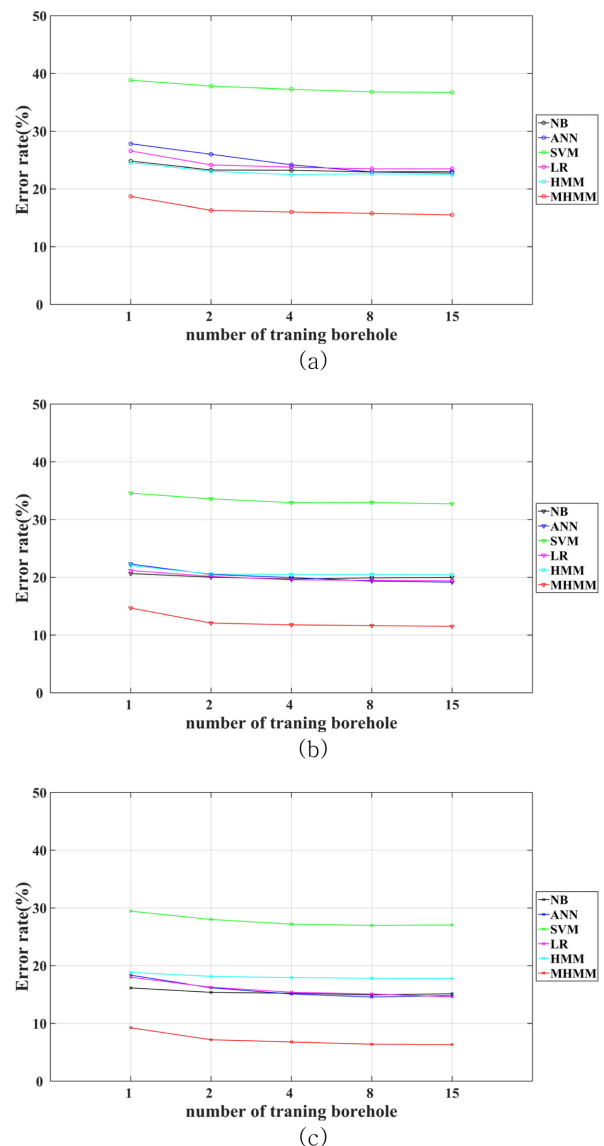 50
40
30
20
10
0
Error rate(%)
1 2 4 8 15
number of traning borehole
NB
ANN
SVM
LR
HMM
MHMM
(a)
50
40
30
20
10
0
Error rate(%)
1 2 4 8 15
number of traning borehole
NB
ANN
SVM
LR
HMM
MHMM
(b)
50
40
30
20
10
0
Error rate(%)
1 2 4 8 15
number of traning borehole
NB
ANN
SVM
LR
HMM
MHMM
(c)